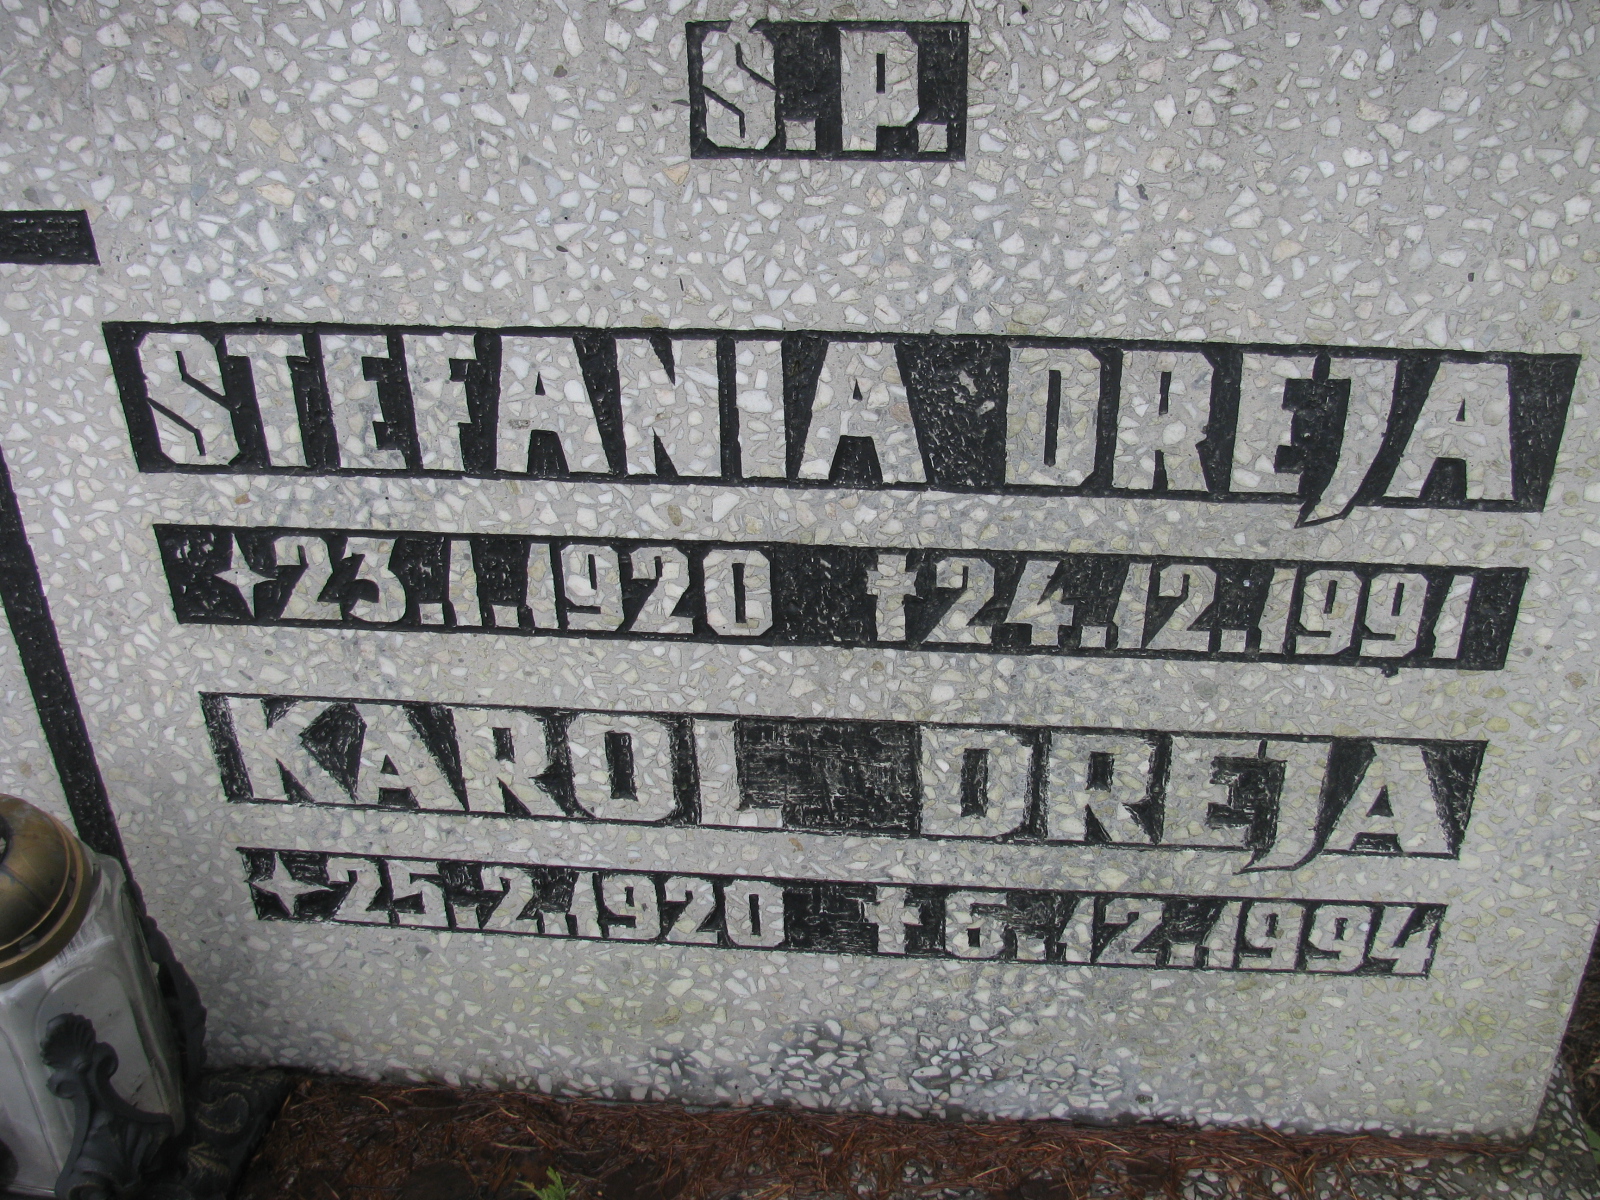 S.P.
STEFANIA DREJA
✦23.1.1920 ✝24.12.1991
KAROL DREJA
✦25.2.1920 ✝6.12.1994